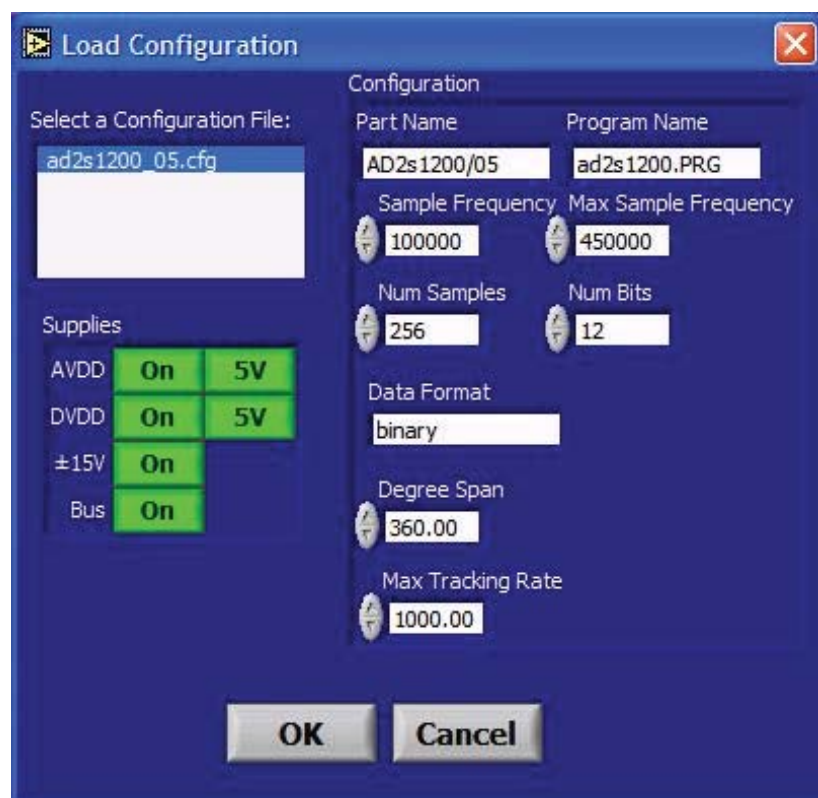 Load Configuration
Select a Configuration File:
ad2s1200_05.cfg
Supplies
AVDD On 5V
DVDD On 5V
±15V On
Bus On
Configuration
Part Name Program Name
AD2s1200/05 ad2s1200.PRG
Sample Frequency Max Sample Frequency
100000 450000
Num Samples Num Bits
256 12
Data Format
binary
Degree Span
360.00
Max Tracking Rate
1000.00
OK Cancel